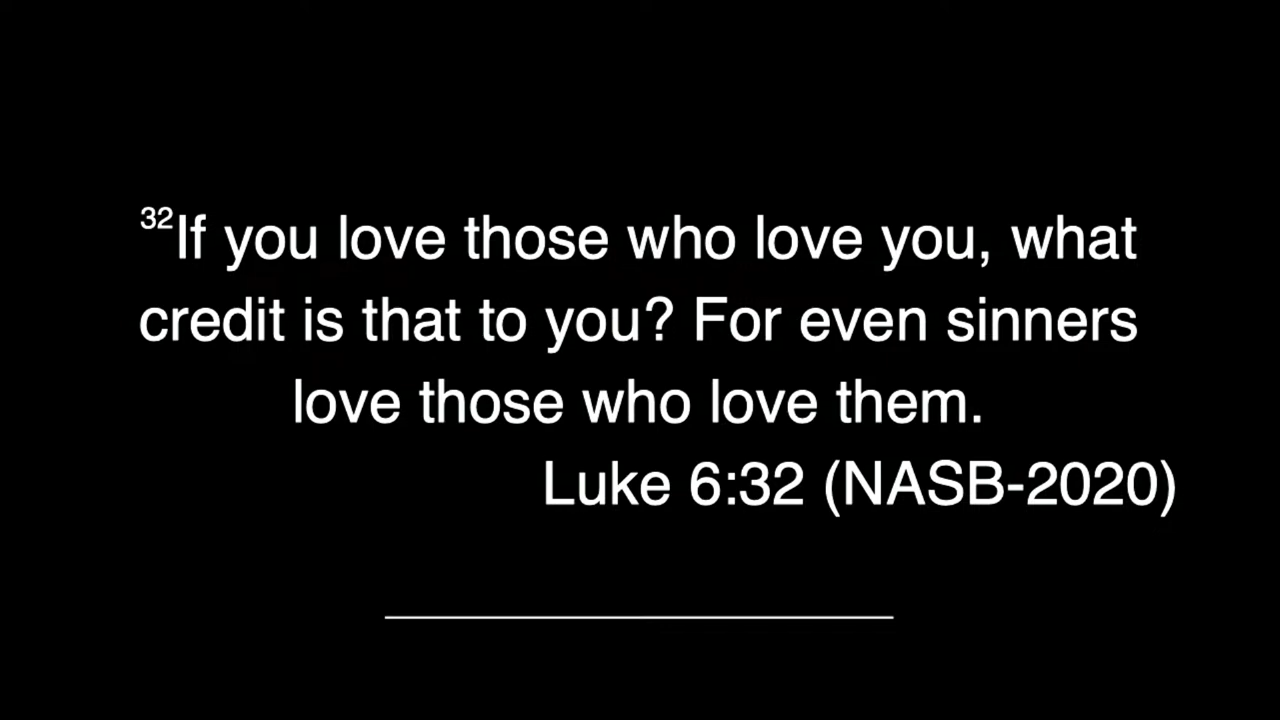 32If you love those who love you, what
credit is that to you? For even sinners
love those who love them.
Luke 6:32 (NASB-2020)